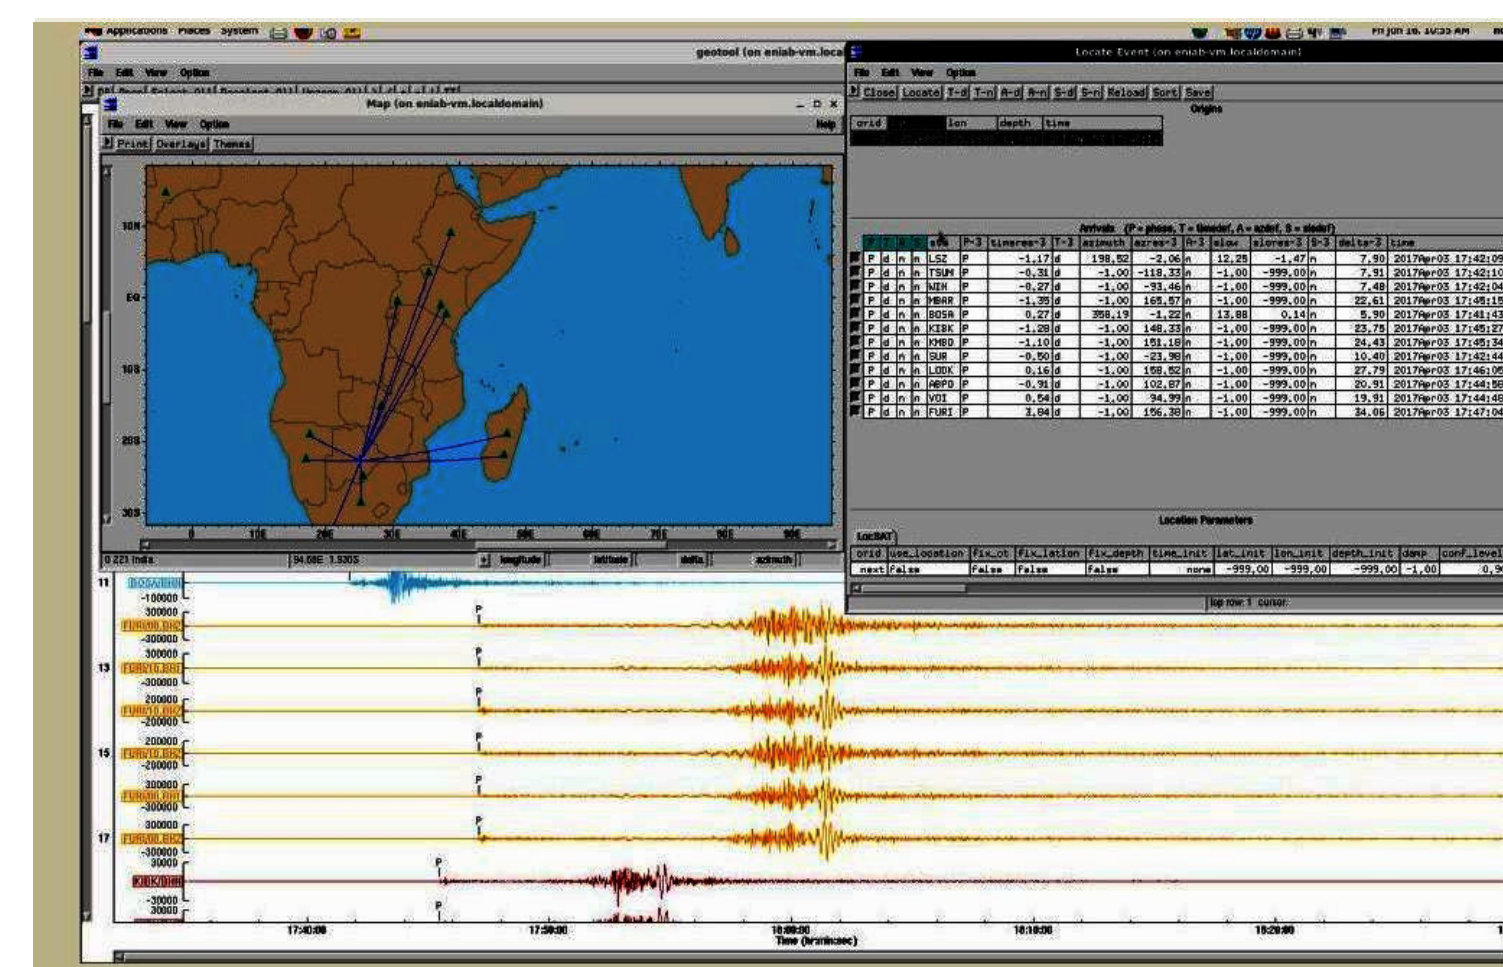 Applications Places System Fri Jun 16, 10:35 AM
geotool (on eniab-vm.loca
Locate Event (on eniab-vm.localdomain)
File Edit View Option
File Edit View Option
Close Locate T-d T-n A-d A-n S-d S-n Reload Sort Save
Map (on eniab-vm.localdomain)
File Edit View Option Help
Print Overlays Themes
Origins
orid lon depth time
10N
EQ
10S
20S
30S
0 10E 20E 30E 40E 50E 60E 70E 80E 90E
longitude latitude delta azimuth
Arrivals (P = phase, T = timedef, A = azdef, S = slodef)
P T A S sta P-3 timeres-3 T-3 azimuth azres-3 A-3 slow slores-3 S-3 delta-3 time
P d n n LSZ P -1.17 d 198.52 -2.06 n 12.25 -1.47 n 7.90 2017Apr03 17:42:09
P d n n TSUM P -0.31 d -1.00 -118.33 n -1.00 -999.00 n 7.91 2017Apr03 17:42:10
P d n n WIN P -0.27 d -1.00 -93.46 n -1.00 -999.00 n 7.48 2017Apr03 17:42:04
P d n n MBAR P -1.35 d -1.00 165.57 n -1.00 -999.00 n 22.61 2017Apr03 17:45:15
P d n n BOSA P 0.27 d 358.19 -1.22 n 13.88 0.14 n 5.90 2017Apr03 17:41:43
P d n n KIBK P -1.28 d -1.00 148.33 n -1.00 -999.00 n 23.75 2017Apr03 17:45:27
P d n n KMBO P -1.10 d -1.00 151.18 n -1.00 -999.00 n 24.43 2017Apr03 17:45:34
P d n n SUR P -0.50 d -1.00 -23.98 n -1.00 -999.00 n 10.40 2017Apr03 17:42:44
P d n n LODK P 0.16 d -1.00 158.52 n -1.00 -999.00 n 27.79 2017Apr03 17:46:05
P d n n ABPO P -0.91 d -1.00 102.87 n -1.00 -999.00 n 20.91 2017Apr03 17:44:58
P d n n VOI P 0.54 d -1.00 94.99 n -1.00 -999.00 n 19.91 2017Apr03 17:44:48
P d n n FURI P d -1.00 156.38 n -1.00 -999.00 n 34.06 2017Apr03 17:47:04
Location Parameters
LocSAT
orid use_location fix_ot fix_lation fix_depth time_init lat_init lon_init depth_init damp conf_level
next False False False False none -999.00 -999.00 -999.00 -1.00 0.90
top row: 1 cursor:
11
-100000
300000
P
-300000
13 300000
P
-300000
200000
P
-200000
15 200000
P
-200000
300000
P
-300000
17 300000
P
-300000
30000
P
-30000
30000
P
17:40:00 17:50:00 18:00:00 18:10:00 18:20:00
Time (hr:min:sec)